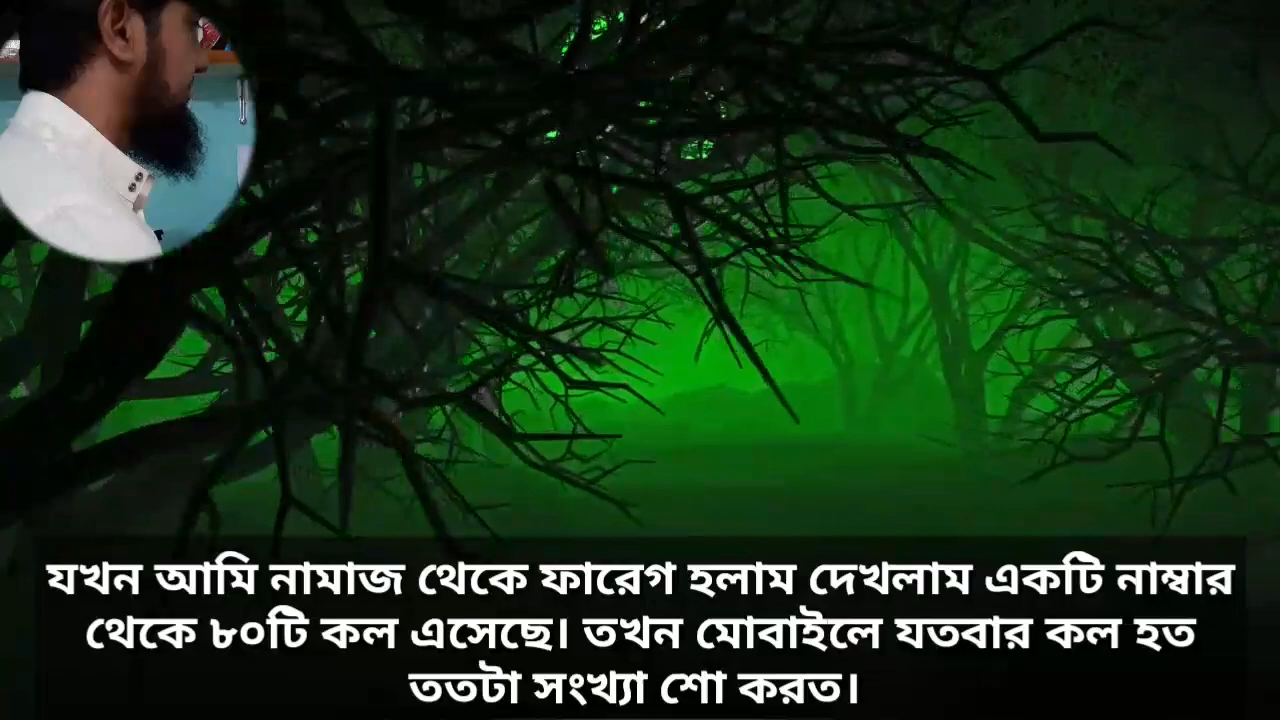 যখন আমি নামাজ থেকে ফারেগ হলাম দেখলাম একটি নাম্বার
থেকে ৮০টি কল এসেছে। তখন মোবাইলে যতবার কল হত
ততটা সংখ্যা শো করত।